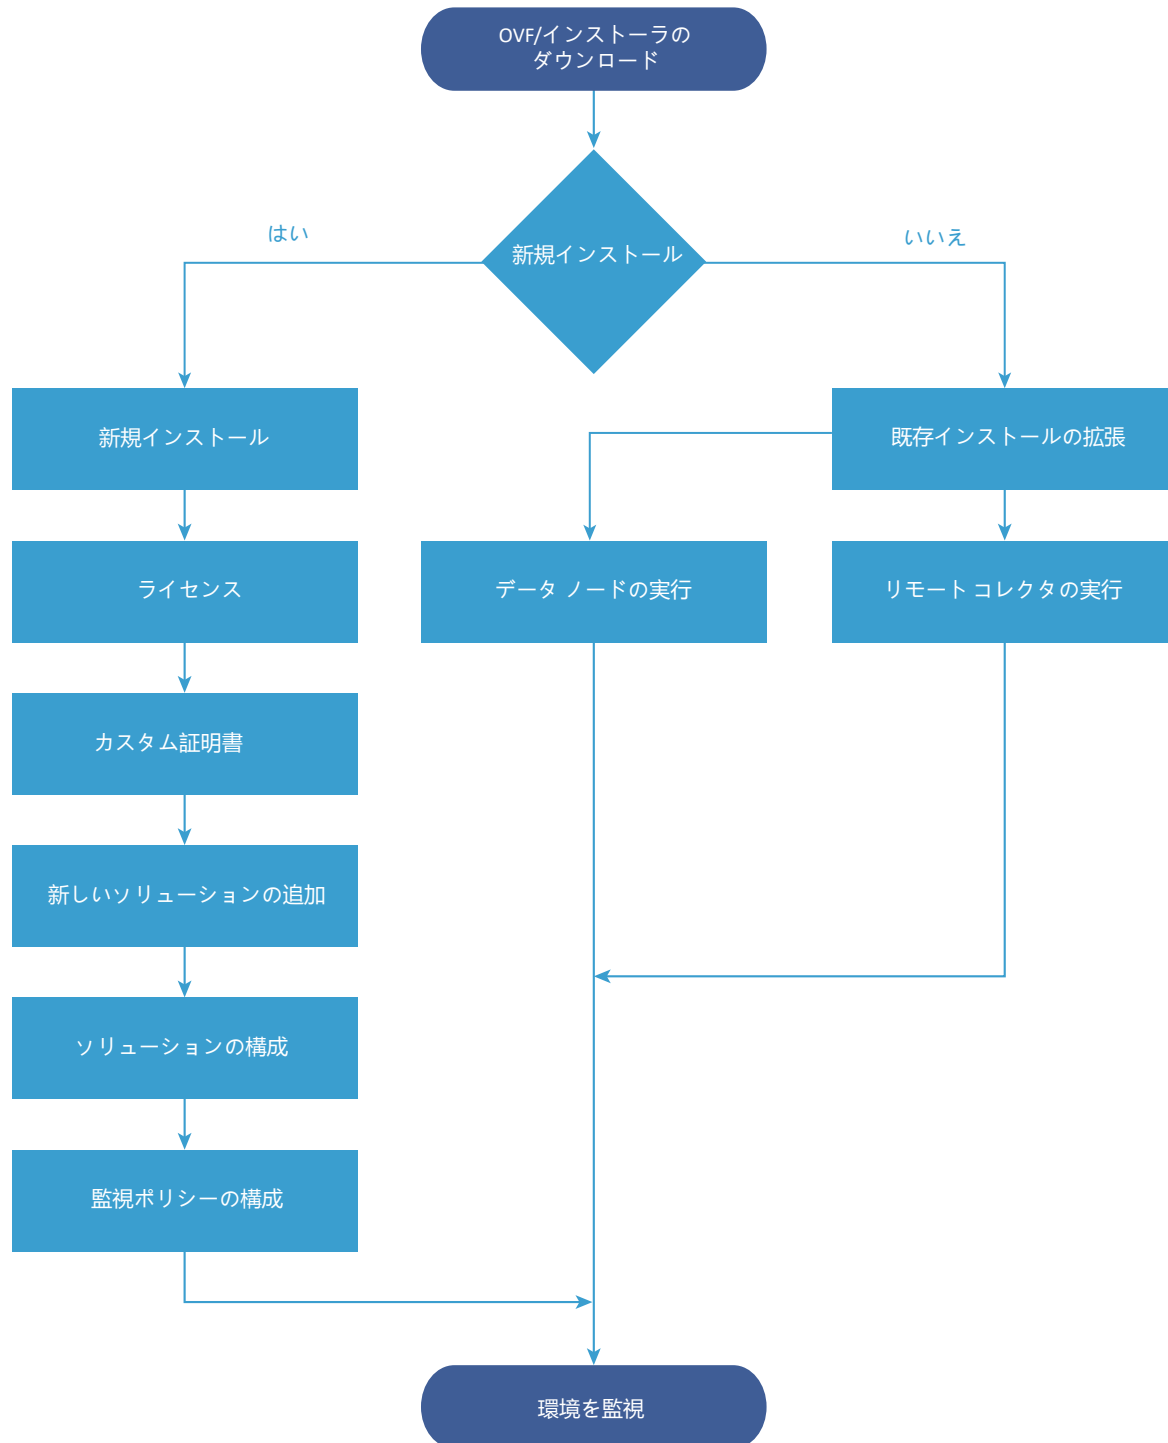 OVF/インストーラの
ダウンロード
新規インストール
はい
いいえ
新規インストール
既存インストールの拡張
ライセンス
データ ノードの実行
リモート コレクタの実行
カスタム証明書
新しいソリューションの追加
ソリューションの構成
監視ポリシーの構成
環境を監視